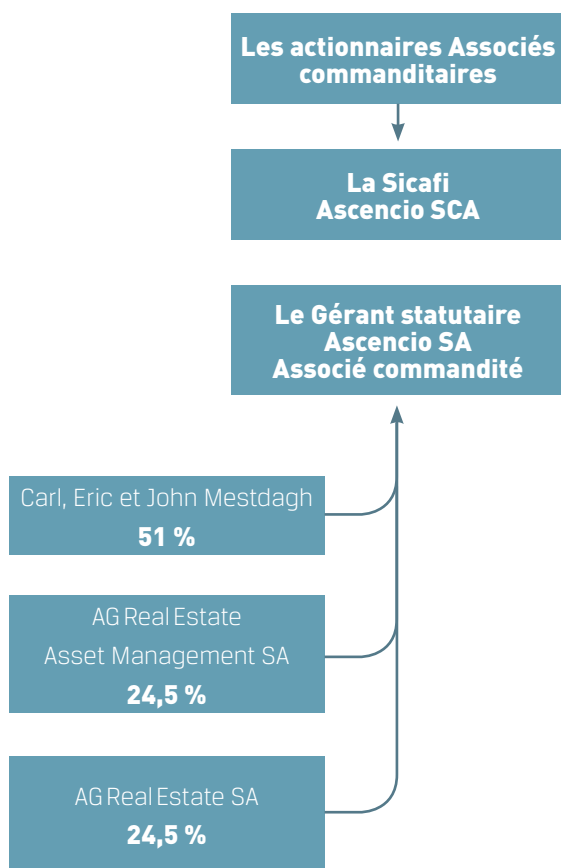 Les actionnaires Associés
commanditaires
La Sicafi
Ascencio SCA
Le Gérant statutaire
Ascencio SA
Associé commandité
Carl, Eric et John Mestdagh
51 %
AG Real Estate
Asset Management SA
24,5 %
AG Real Estate SA
24,5 %